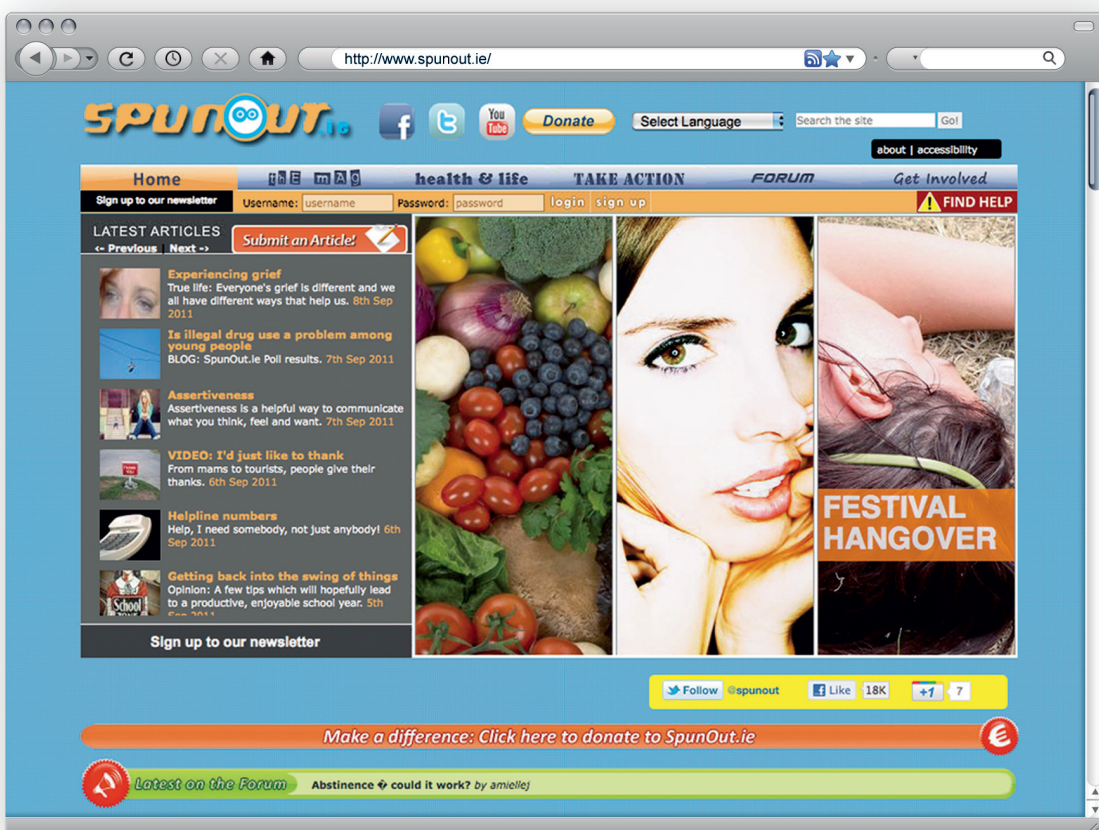 http://www.spunout.ie/
SPUNOUT.ie
f
t
You
Tube
Donate
Select Language
Search the site
Go!
about | accessibility
Home
thE mAg
health & life
TAKE ACTION
FORUM
Get Involved
Sign up to our newsletter
Username: username
Password: password
login
sign up
FIND HELP
LATEST ARTICLES
<- Previous | Next ->
Submit an Article!
Experiencing grief
True life: Everyone's grief is different and we
all have different ways that help us. 8th Sep
2011
Is illegal drug use a problem among
young people
BLOG: SpunOut.ie Poll results. 7th Sep 2011
Assertiveness
Assertiveness is a helpful way to communicate
what you think, feel and want. 7th Sep 2011
VIDEO: I'd just like to thank
From mams to tourists, people give their
thanks. 6th Sep 2011
Helpline numbers
Help, I need somebody, not just anybody! 6th
Sep 2011
Getting back into the swing of things
Opinion: A few tips which will hopefully lead
to a productive, enjoyable school year. 5th
Sep 2011
School
Sign up to our newsletter
FESTIVAL
HANGOVER
Follow @spunout
f Like 18K
+1 7
Make a difference: Click here to donate to SpunOut.ie
€
Latest on the Forum
Abstinence � could it work? by amiellej